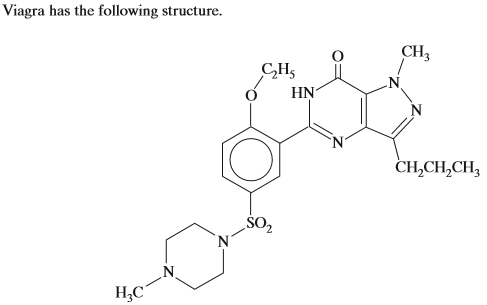 Viagra has the following structure.
O
CH₃
C₂H₅
N
HN
O
N
N
CH₂CH₂CH₃
SO₂
N
N
H₃C